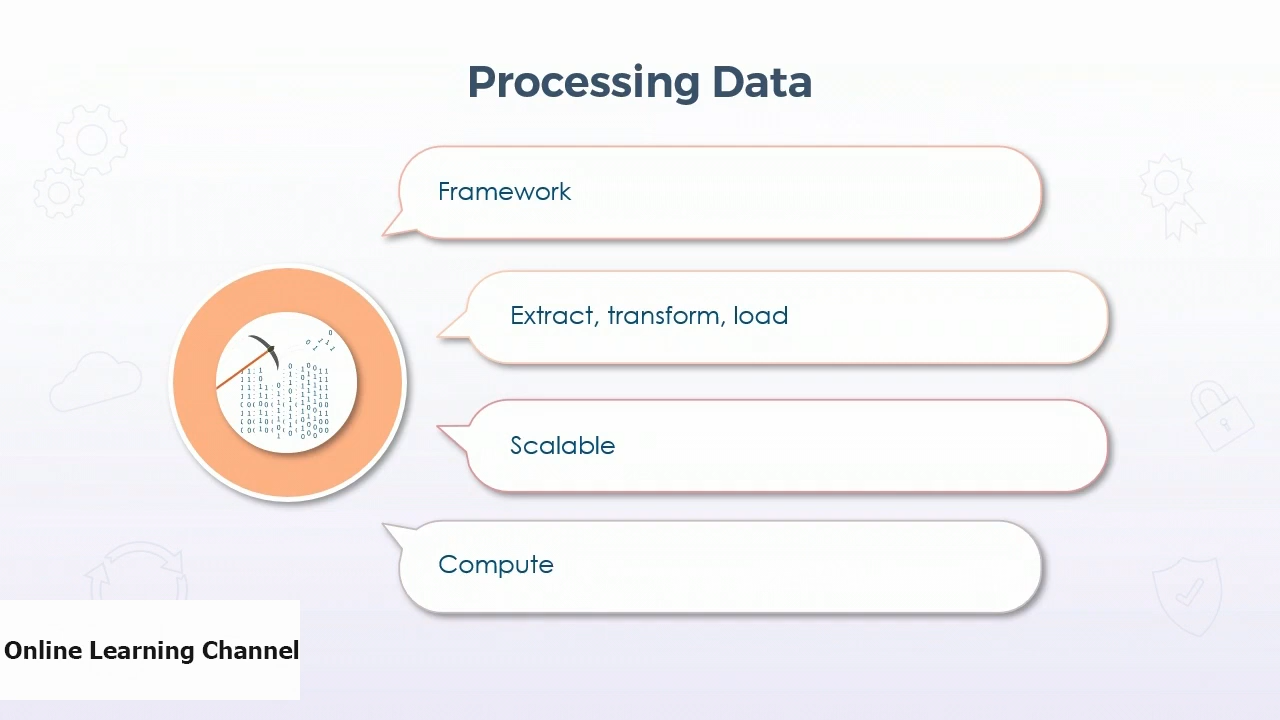 Processing Data
Framework
Extract, transform, load
Scalable
Compute
Online Learning Channel